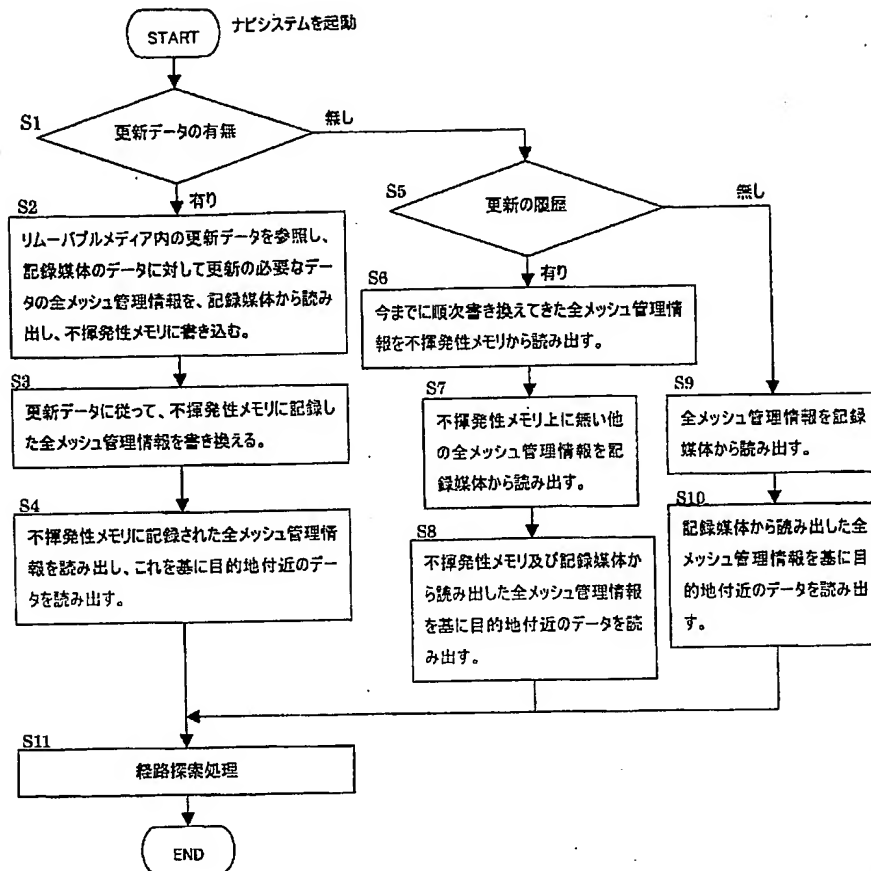 START
ナビシステムを起動
S1
更新データの有無
無し
有り
S2
リムーバブルメディア内の更新データを参照し、
記録媒体のデータに対して更新の必要なデー
タの全メッシュ管理情報を、記録媒体から読み
出し、不揮発性メモリに書き込む。
S3
更新データに従って、不揮発性メモリに記録し
た全メッシュ管理情報を書き換える。
S4
不揮発性メモリに記録された全メッシュ管理情
報を読み出し、これを基に目的地付近のデー
タを読み出す。
S5
更新の履歴
無し
有り
S6
今までに順次書き換えてきた全メッシュ管理情
報を不揮発性メモリから読み出す。
S7
不揮発性メモリ上に無い他
の全メッシュ管理情報を記
録媒体から読み出す。
S8
不揮発性メモリ及び記録媒体か
ら読み出した全メッシュ管理情報
を基に目的地付近のデータを読
み出す。
S9
全メッシュ管理情報を記録
媒体から読み出す。
S10
記録媒体から読み出した全
メッシュ管理情報を基に目
的地付近のデータを読み出
す。
S11
経路探索処理
END